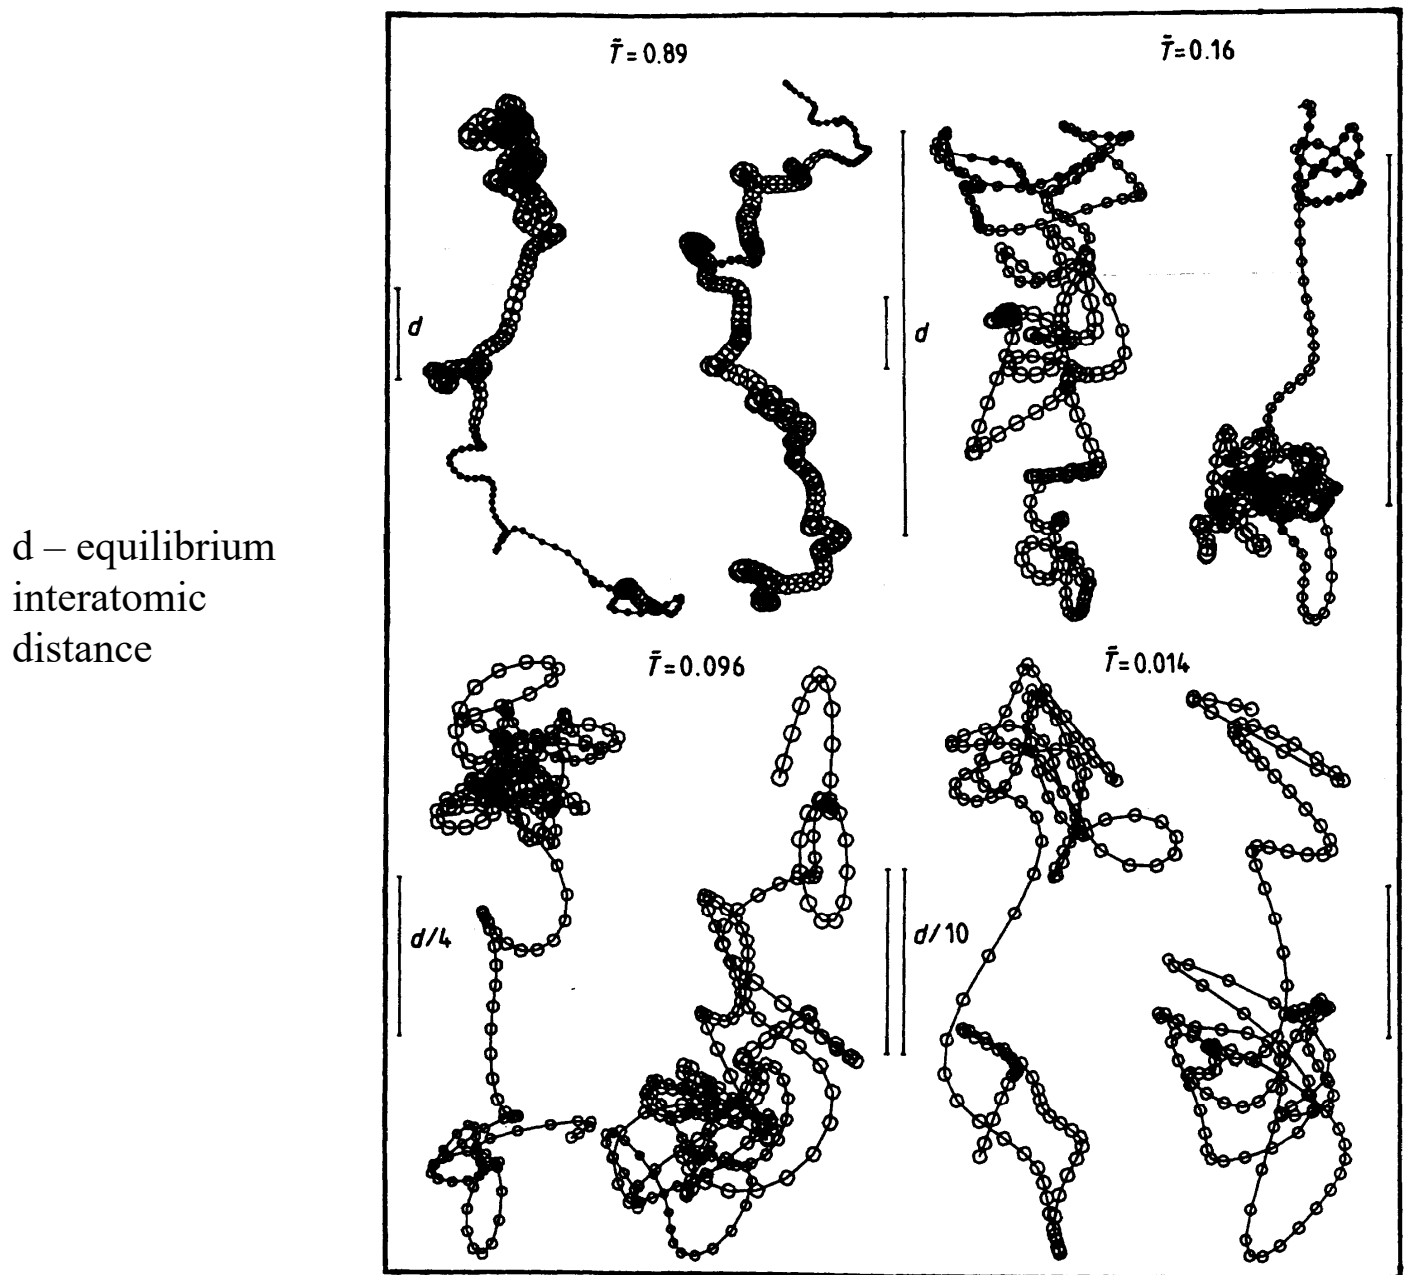 T̄=0.89
T̄=0.16
d
d
d – equilibrium
interatomic
distance
T̄=0.096
T̄=0.014
d/4
d/10